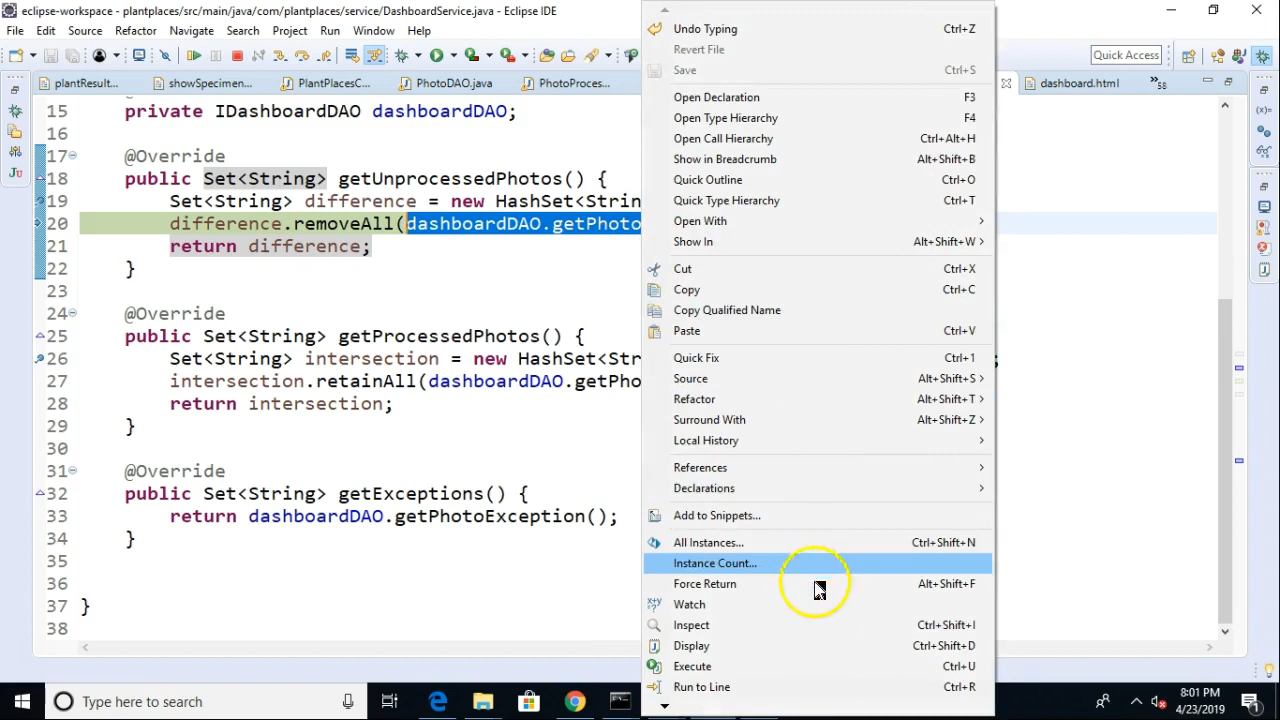 eclipse-workspace - plantplaces/src/main/java/com/plantplaces/service/DashboardService.java - Eclipse IDE
File Edit Source Refactor Navigate Search Project Run Window Help
Quick Access
plantResult... showSpecimen... PlantPlacesC... PhotoDAO.java PhotoProces... dashboard.html »58
15 private IDashboardDAO dashboardDAO;
16
17 @Override
18 public Set<String> getUnprocessedPhotos() {
19 Set<String> difference = new HashSet<Strin
20 difference.removeAll(dashboardDAO.getPhoto
21 return difference;
22 }
23
24 @Override
25 public Set<String> getProcessedPhotos() {
26 Set<String> intersection = new HashSet<Str
27 intersection.retainAll(dashboardDAO.getPho
28 return intersection;
29 }
30
31 @Override
32 public Set<String> getExceptions() {
33 return dashboardDAO.getPhotoException();
34 }
35
36
37 }
38
Undo Typing Ctrl+Z
Revert File
Save Ctrl+S
Open Declaration F3
Open Type Hierarchy F4
Open Call Hierarchy Ctrl+Alt+H
Show in Breadcrumb Alt+Shift+B
Quick Outline Ctrl+O
Quick Type Hierarchy Ctrl+T
Open With
Show In Alt+Shift+W
Cut Ctrl+X
Copy Ctrl+C
Copy Qualified Name
Paste Ctrl+V
Quick Fix Ctrl+1
Source Alt+Shift+S
Refactor Alt+Shift+T
Surround With Alt+Shift+Z
Local History
References
Declarations
Add to Snippets...
All Instances... Ctrl+Shift+N
Instance Count...
Force Return Alt+Shift+F
Watch
Inspect Ctrl+Shift+I
Display Ctrl+Shift+D
Execute Ctrl+U
Run to Line Ctrl+R
Type here to search
8:01 PM
4/23/2019